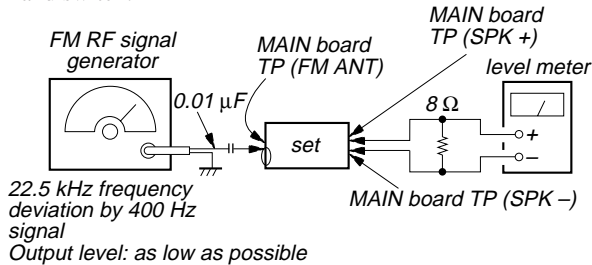 MAIN board
TP (SPK +)
FM RF signal
generator
MAIN board
TP (FM ANT)
level meter
0.01 μF
8 Ω
set
+
–
22.5 kHz frequency
deviation by 400 Hz
signal
Output level: as low as possible
MAIN board TP (SPK –)